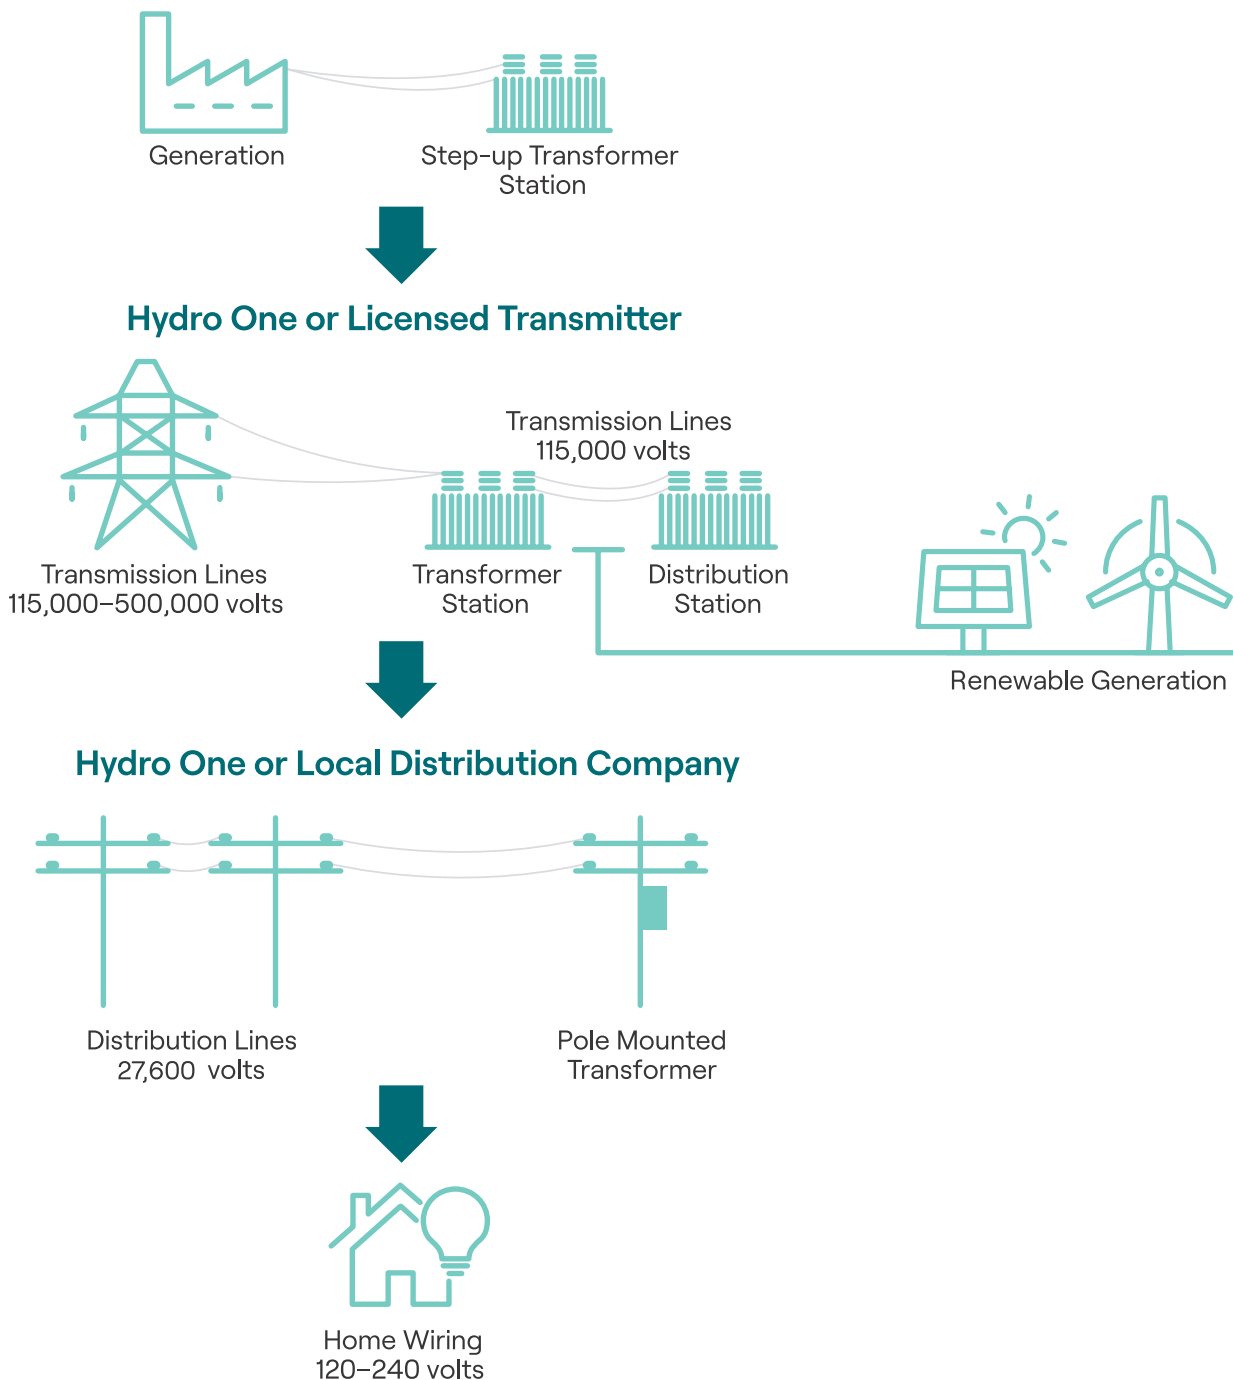 Generation
Step-up Transformer
Station
Hydro One or Licensed Transmitter
Transmission Lines
115,000 volts
Transmission Lines
115,000–500,000 volts
Transformer
Station
Distribution
Station
Renewable Generation
Hydro One or Local Distribution Company
Distribution Lines
27,600 volts
Pole Mounted
Transformer
Home Wiring
120–240 volts